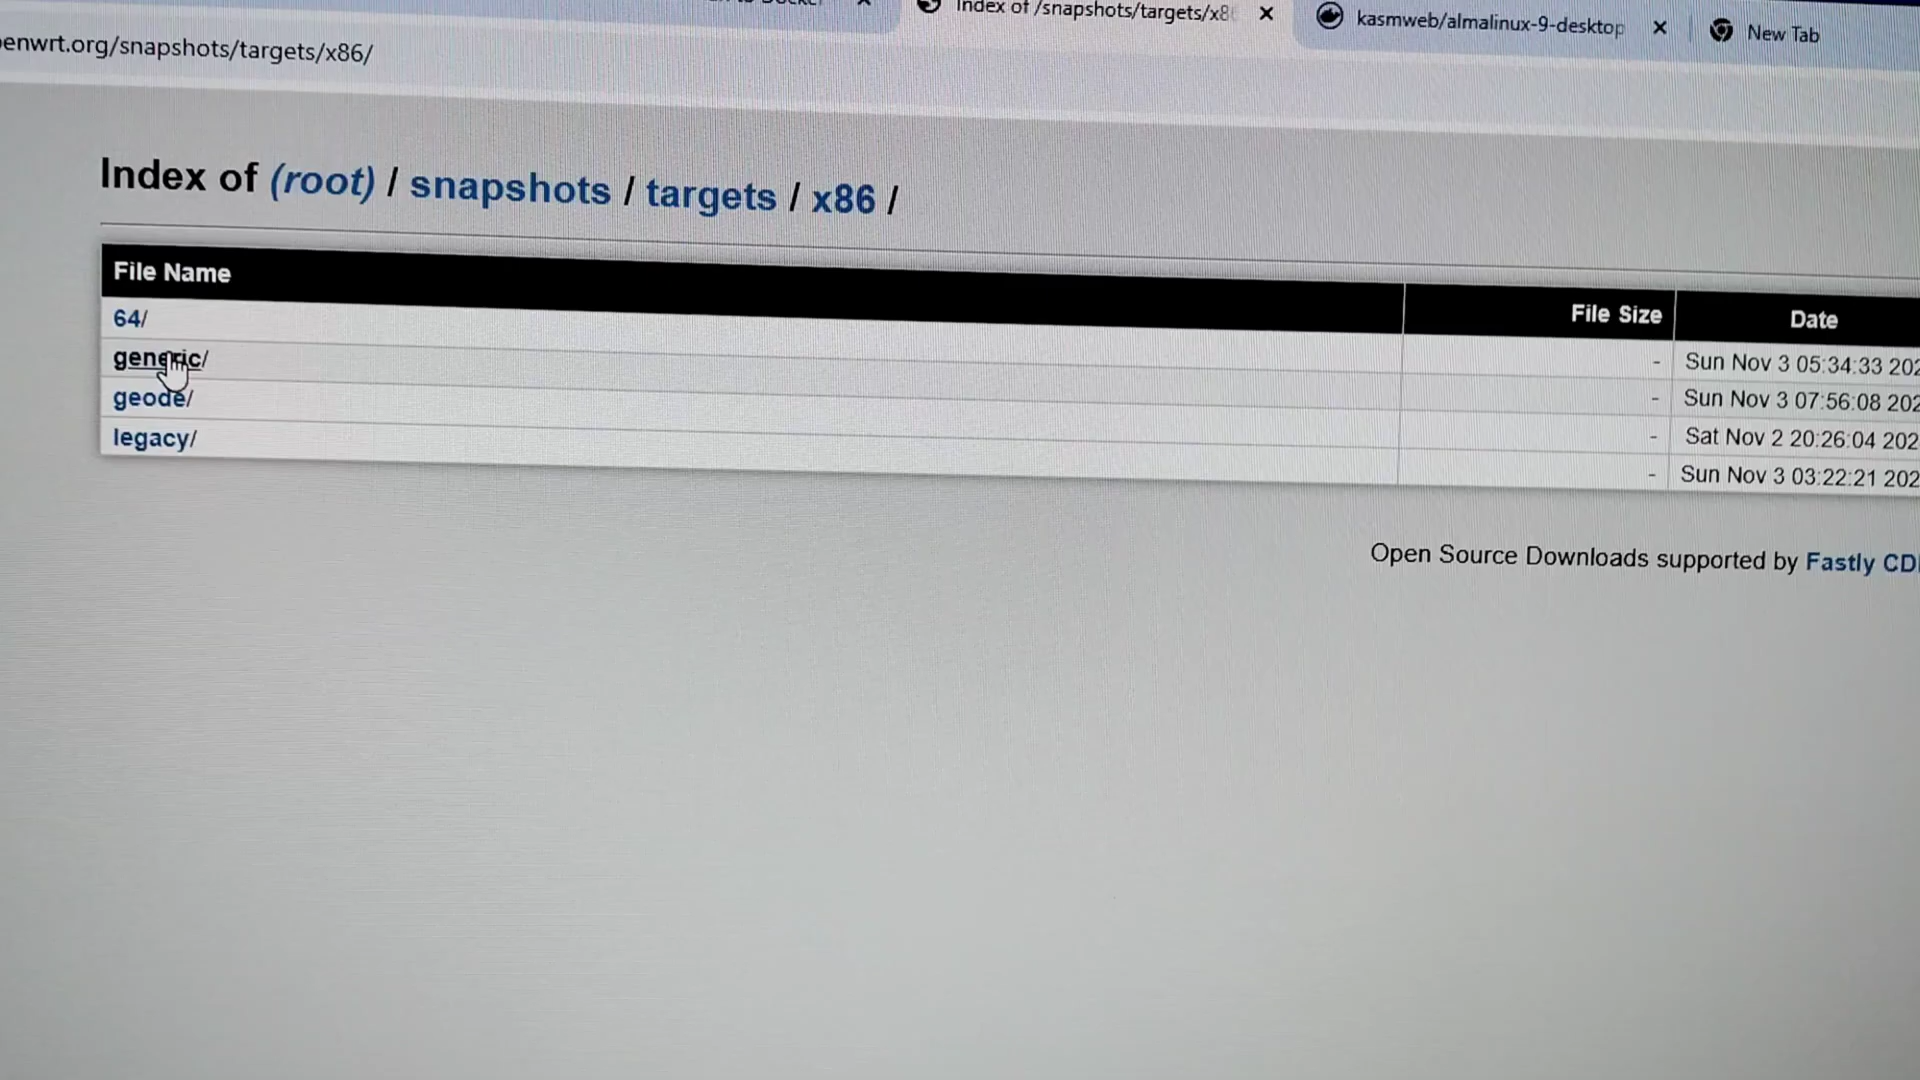 Index of /snapshots/targets/x86
kasmweb/almalinux-9-desktop
New Tab
enwrt.org/snapshots/targets/x86/
Index of (root) / snapshots / targets / x86 /
File Name File Size Date
64/ - Sun Nov 3 05:34:33 202
generic/ - Sun Nov 3 07:56:08 202
geode/ - Sat Nov 2 20:26:04 202
legacy/ - Sun Nov 3 03:22:21 202
Open Source Downloads supported by Fastly CD